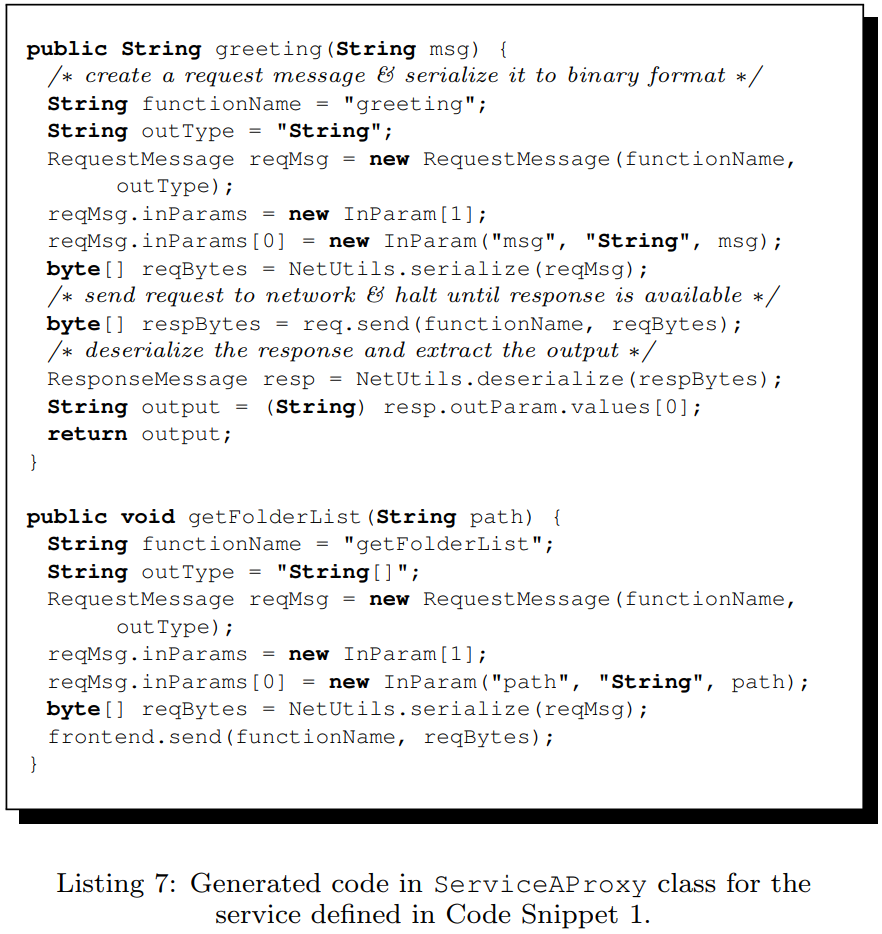 public String greeting(String msg) {
/* create a request message & serialize it to binary format */
String functionName = "greeting";
String outType = "String";
RequestMessage reqMsg = new RequestMessage(functionName,
outType);
reqMsg.inParams = new InParam[1];
reqMsg.inParams[0] = new InParam("msg", "String", msg);
byte[] reqBytes = NetUtils.serialize(reqMsg);
/* send request to network & halt until response is available */
byte[] respBytes = req.send(functionName, reqBytes);
/* deserialize the response and extract the output */
ResponseMessage resp = NetUtils.deserialize(respBytes);
String output = (String) resp.outParam.values[0];
return output;
}
public void getFolderList(String path) {
String functionName = "getFolderList";
String outType = "String[]";
RequestMessage reqMsg = new RequestMessage(functionName,
outType);
reqMsg.inParams = new InParam[1];
reqMsg.inParams[0] = new InParam("path", "String", path);
byte[] reqBytes = NetUtils.serialize(reqMsg);
frontend.send(functionName, reqBytes);
}
Listing 7: Generated code in ServiceAProxy class for the
service defined in Code Snippet 1.